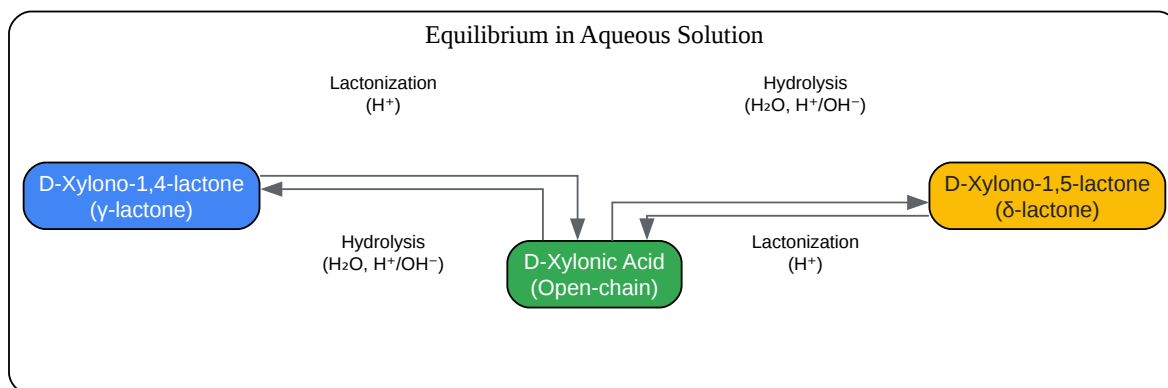 Equilibrium in Aqueous Solution
Lactonization
(H⁺)
Hydrolysis
(H₂O, H⁺/OH⁻)
D-Xylono-1,4-lactone
(γ-lactone)
D-Xylono-1,5-lactone
(δ-lactone)
Hydrolysis
(H₂O, H⁺/OH⁻)
D-Xylonic Acid
(Open-chain)
Lactonization
(H⁺)